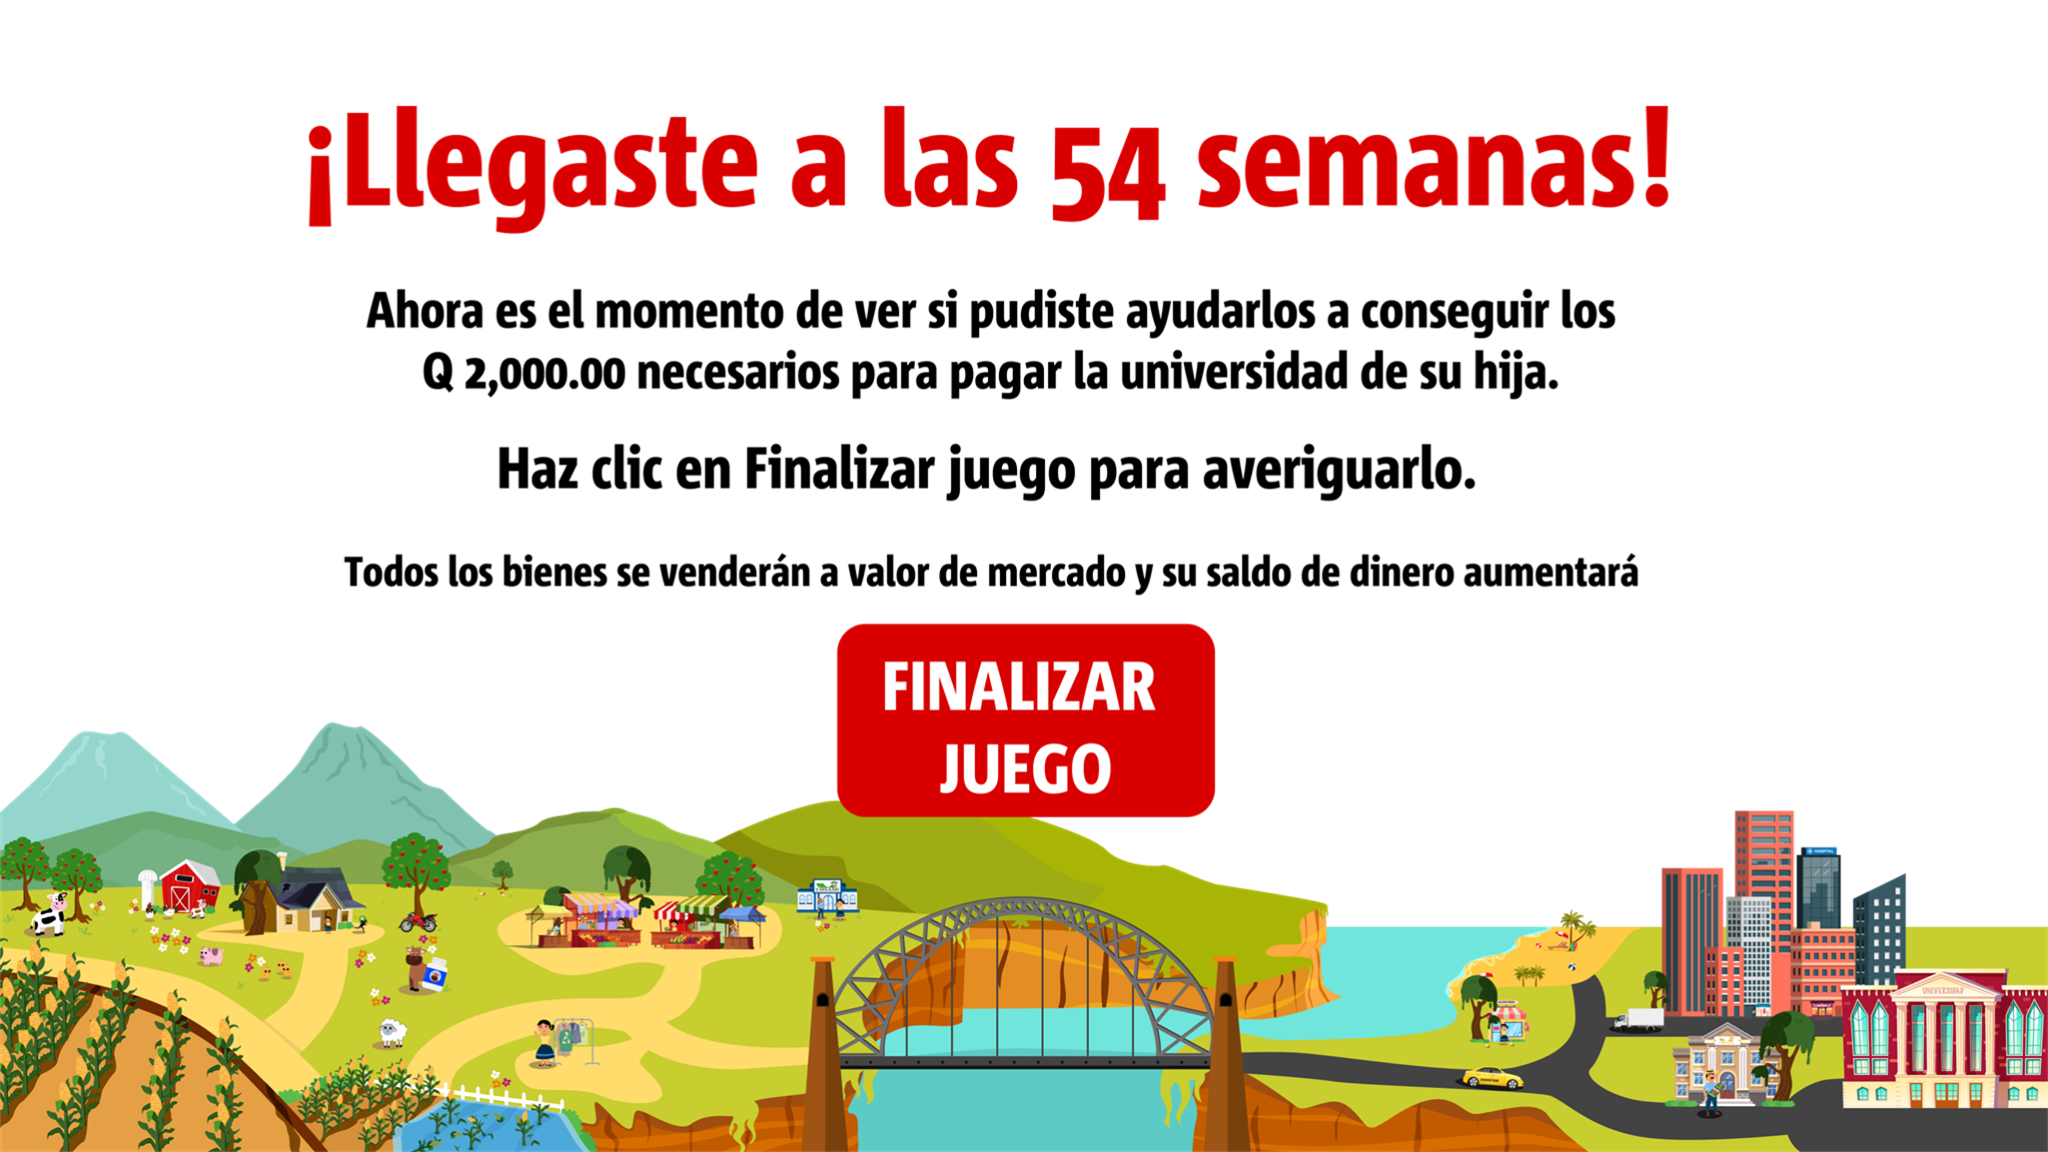 ¡Llegaste a las 54 semanas!
Ahora es el momento de ver si pudiste ayudarlos a conseguir los
Q 2,000.00 necesarios para pagar la universidad de su hija.
Haz clic en Finalizar juego para averiguarlo.
Todos los bienes se venderán a valor de mercado y su saldo de dinero aumentará
FINALIZAR
JUEGO
HOSPITAL
UNIVERSIDAD